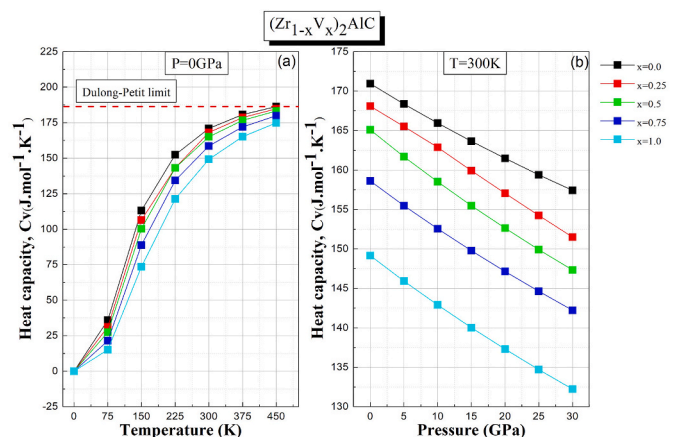 (Zr1-xVx)2AlC
P=0GPa
(a)
Dulong-Petit limit
Heat capacity, Cv(J.mol-1.K-1)
225
200
175
150
125
100
75
50
25
0
-25
0 75 150 225 300 375 450
Temperature (K)
T=300K
(b)
Heat capacity, Cv(J.mol-1.K-1)
175
170
165
160
155
150
145
140
135
130
0 5 10 15 20 25 30
Pressure (GPa)
x=0.0
x=0.25
x=0.5
x=0.75
x=1.0